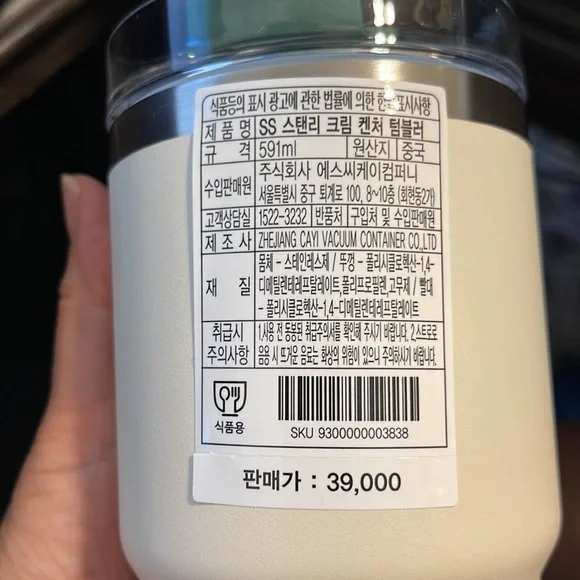 식품등의 표시 광고에 관한 법률에 의한 한글표시사항
제 품 명 SS 스탠리 크림 켄처 텀블러
규 격 591ml 원산지 중국
수입판매원 주식회사 에스씨케이컴퍼니
서울특별시 중구 퇴계로 100, 8~10층 (회현동2가)
고객상담실 1522-3232 반품처 구입처 및 수입판매원
제 조 사 ZHEJIANG CAYI VACUUM CONTAINER CO.,LTD
재 질 몸체 - 스테인레스제 / 뚜껑 - 폴리시클로헥산-1,4-
디메틸렌테레프탈레이트,폴리프로필렌,고무제 / 빨대
- 폴리시클로헥산-1,4-디메틸렌테레프탈레이트
취급시 주의사항 1.사용 전 동봉된 취급주의서를 확인해 주시기 바랍니다. 2.스트로로
음용 시 뜨거운 음료는 화상의 위험이 있으니 주의하시기 바랍니다.
식품용
SKU 9300000003838
판매가 : 39,000